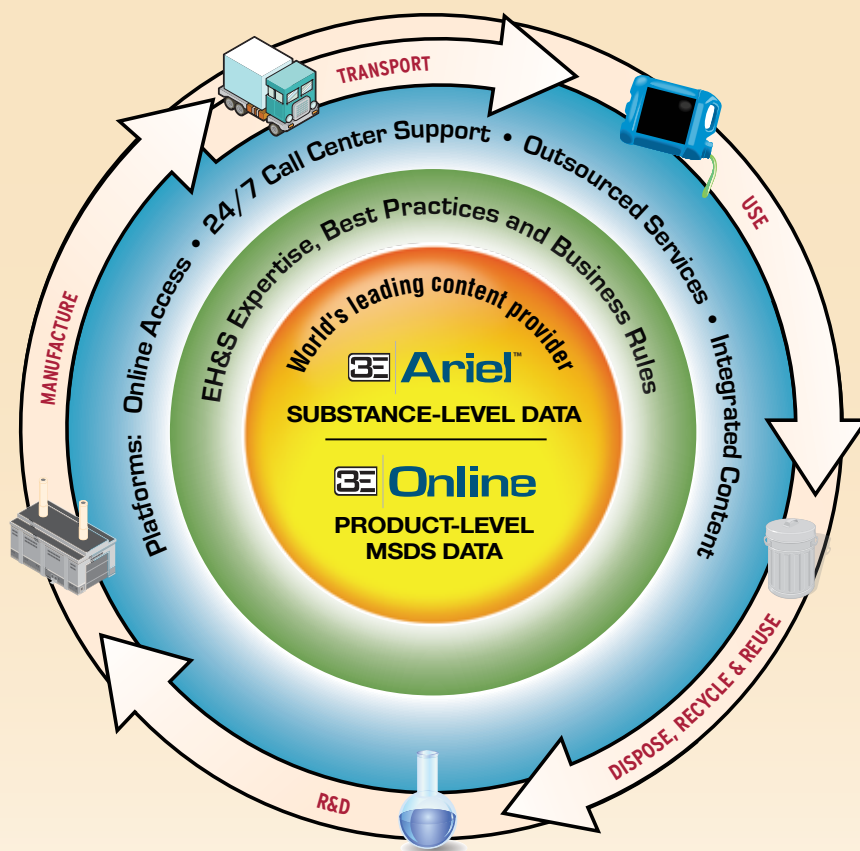 TRANSPORT
USE
DISPOSE, RECYCLE & REUSE
R&D
MANUFACTURE
Platforms: Online Access • 24/7 Call Center Support • Outsourced Services • Integrated Content
EH&S Expertise, Best Practices and Business Rules
World's leading content provider
3E Ariel™
SUBSTANCE-LEVEL DATA
3E Online
PRODUCT-LEVEL
MSDS DATA